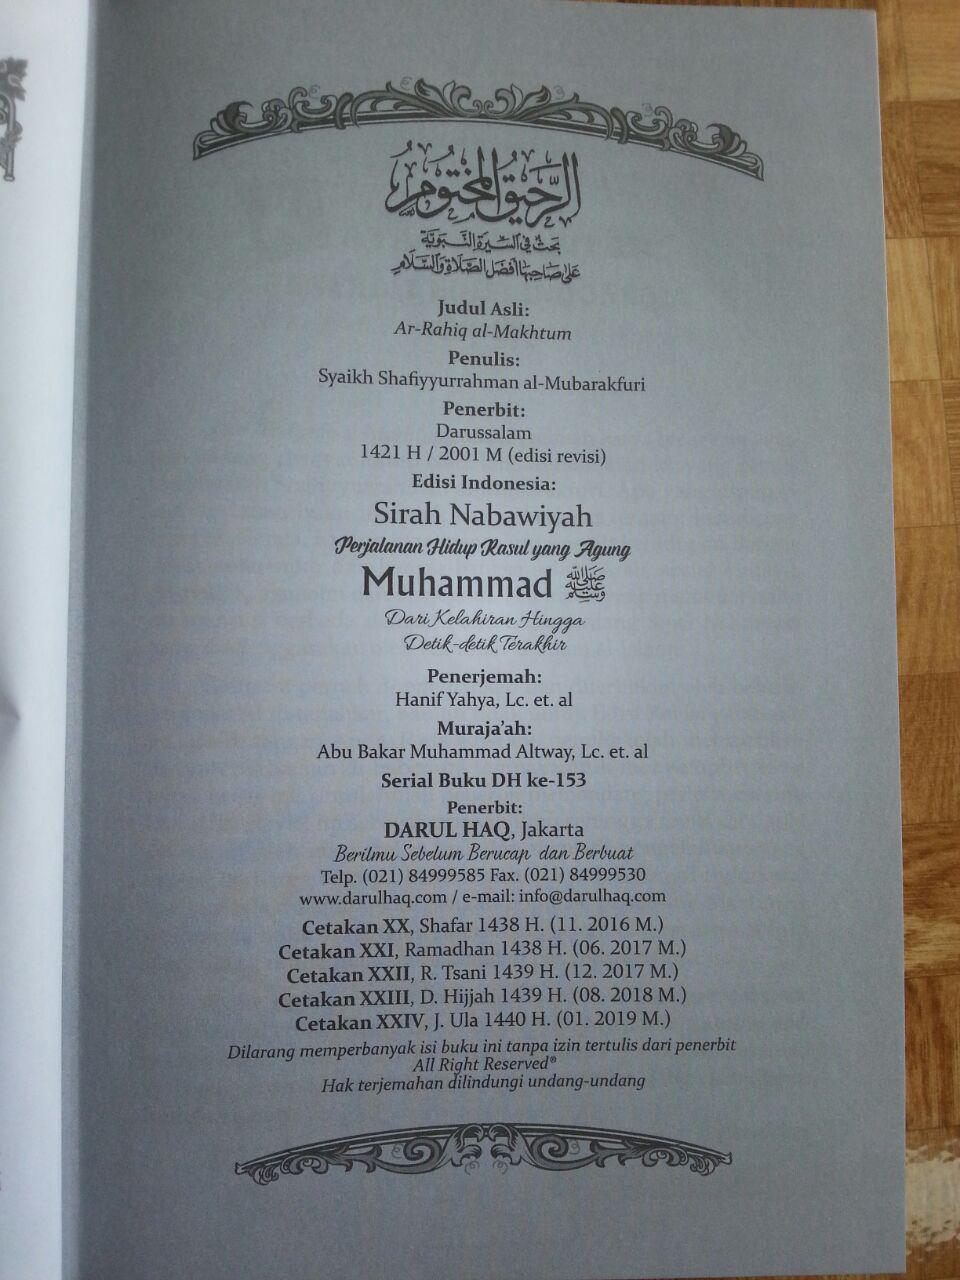 الرحيق المختوم
بحث في السيرة النبوية
على صاحبها أفضل الصلاة والسلام
Judul Asli:
Ar-Rahiq al-Makhtum
Penulis:
Syaikh Shafiyyurrahman al-Mubarakfuri
Penerbit:
Darussalam
1421 H / 2001 M (edisi revisi)
Edisi Indonesia:
Sirah Nabawiyah
Perjalanan Hidup Rasul yang Agung
Muhammad ﷺ
Dari Kelahiran Hingga
Detik-detik Terakhir
Penerjemah:
Hanif Yahya, Lc. et. al
Muraja'ah:
Abu Bakar Muhammad Altway, Lc. et. al
Serial Buku DH ke-153
Penerbit:
DARUL HAQ, Jakarta
Berilmu Sebelum Berucap dan Berbuat
Telp. (021) 84999585 Fax. (021) 84999530
www.darulhaq.com / e-mail: info@darulhaq.com
Cetakan XX, Shafar 1438 H. (11. 2016 M.)
Cetakan XXI, Ramadhan 1438 H. (06. 2017 M.)
Cetakan XXII, R. Tsani 1439 H. (12. 2017 M.)
Cetakan XXIII, D. Hijjah 1439 H. (08. 2018 M.)
Cetakan XXIV, J. Ula 1440 H. (01. 2019 M.)
Dilarang memperbanyak isi buku ini tanpa izin tertulis dari penerbit
All Right Reserved®
Hak terjemahan dilindungi undang-undang